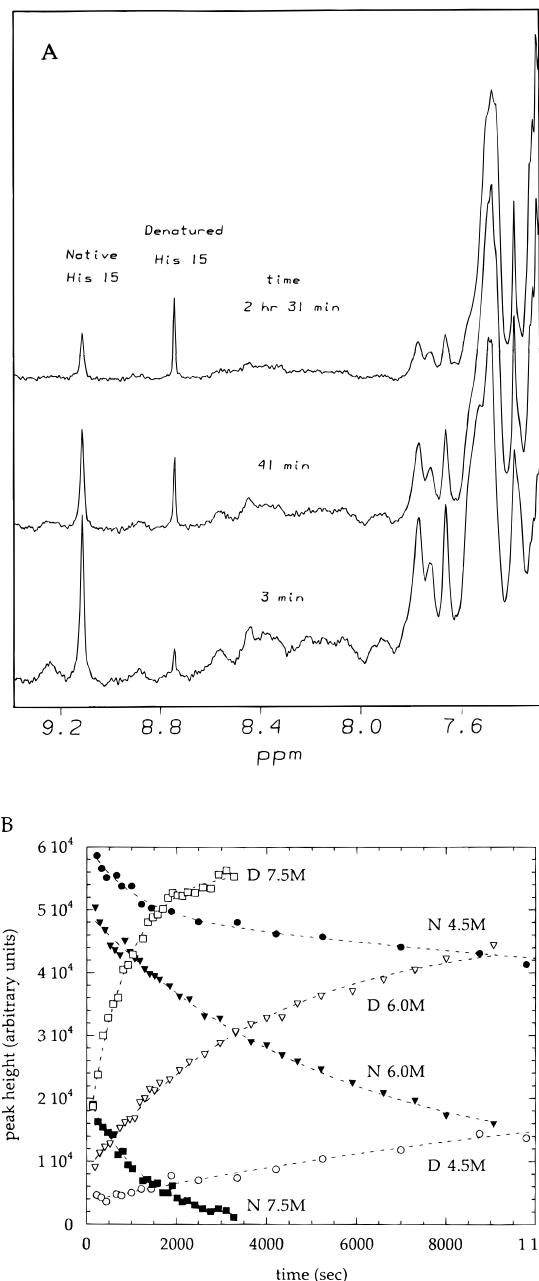 A
Denatured
Native
His 15
His 15
time
2 hr 31 min
41 min
3 min
9.2 8.8 8.4 8.0 7.6
ppm
B
6 10⁴
5 10⁴
4 10⁴
3 10⁴
2 10⁴
1 10⁴
0
peak height (arbitrary units)
D 7.5M
N 4.5M
D 6.0M
N 6.0M
D 4.5M
N 7.5M
0 2000 4000 6000 8000 1 1
time (sec)